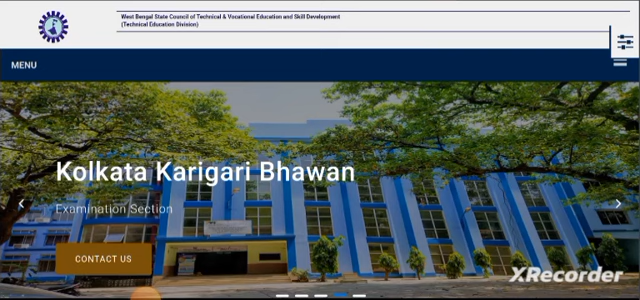 West Bengal State Council of Technical & Vocational Education and Skill Development
(Technical Education Division)
MENU
Kolkata Karigari Bhawan
Examination Section
CONTACT US
XRecorder